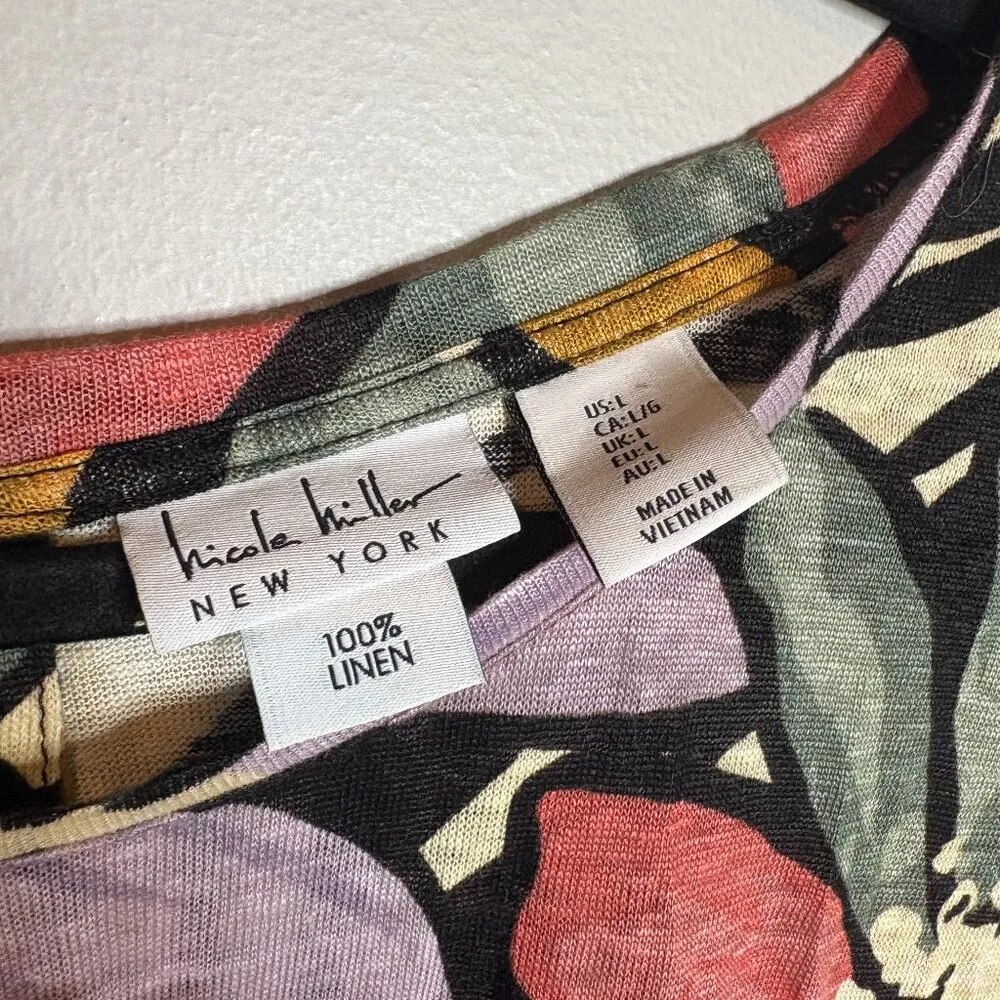 Nicole Miller
NEW YORK
100%
LINEN
US:L
CA:L/G
UK:L
EU:L
AU:L
MADE IN
VIETNAM